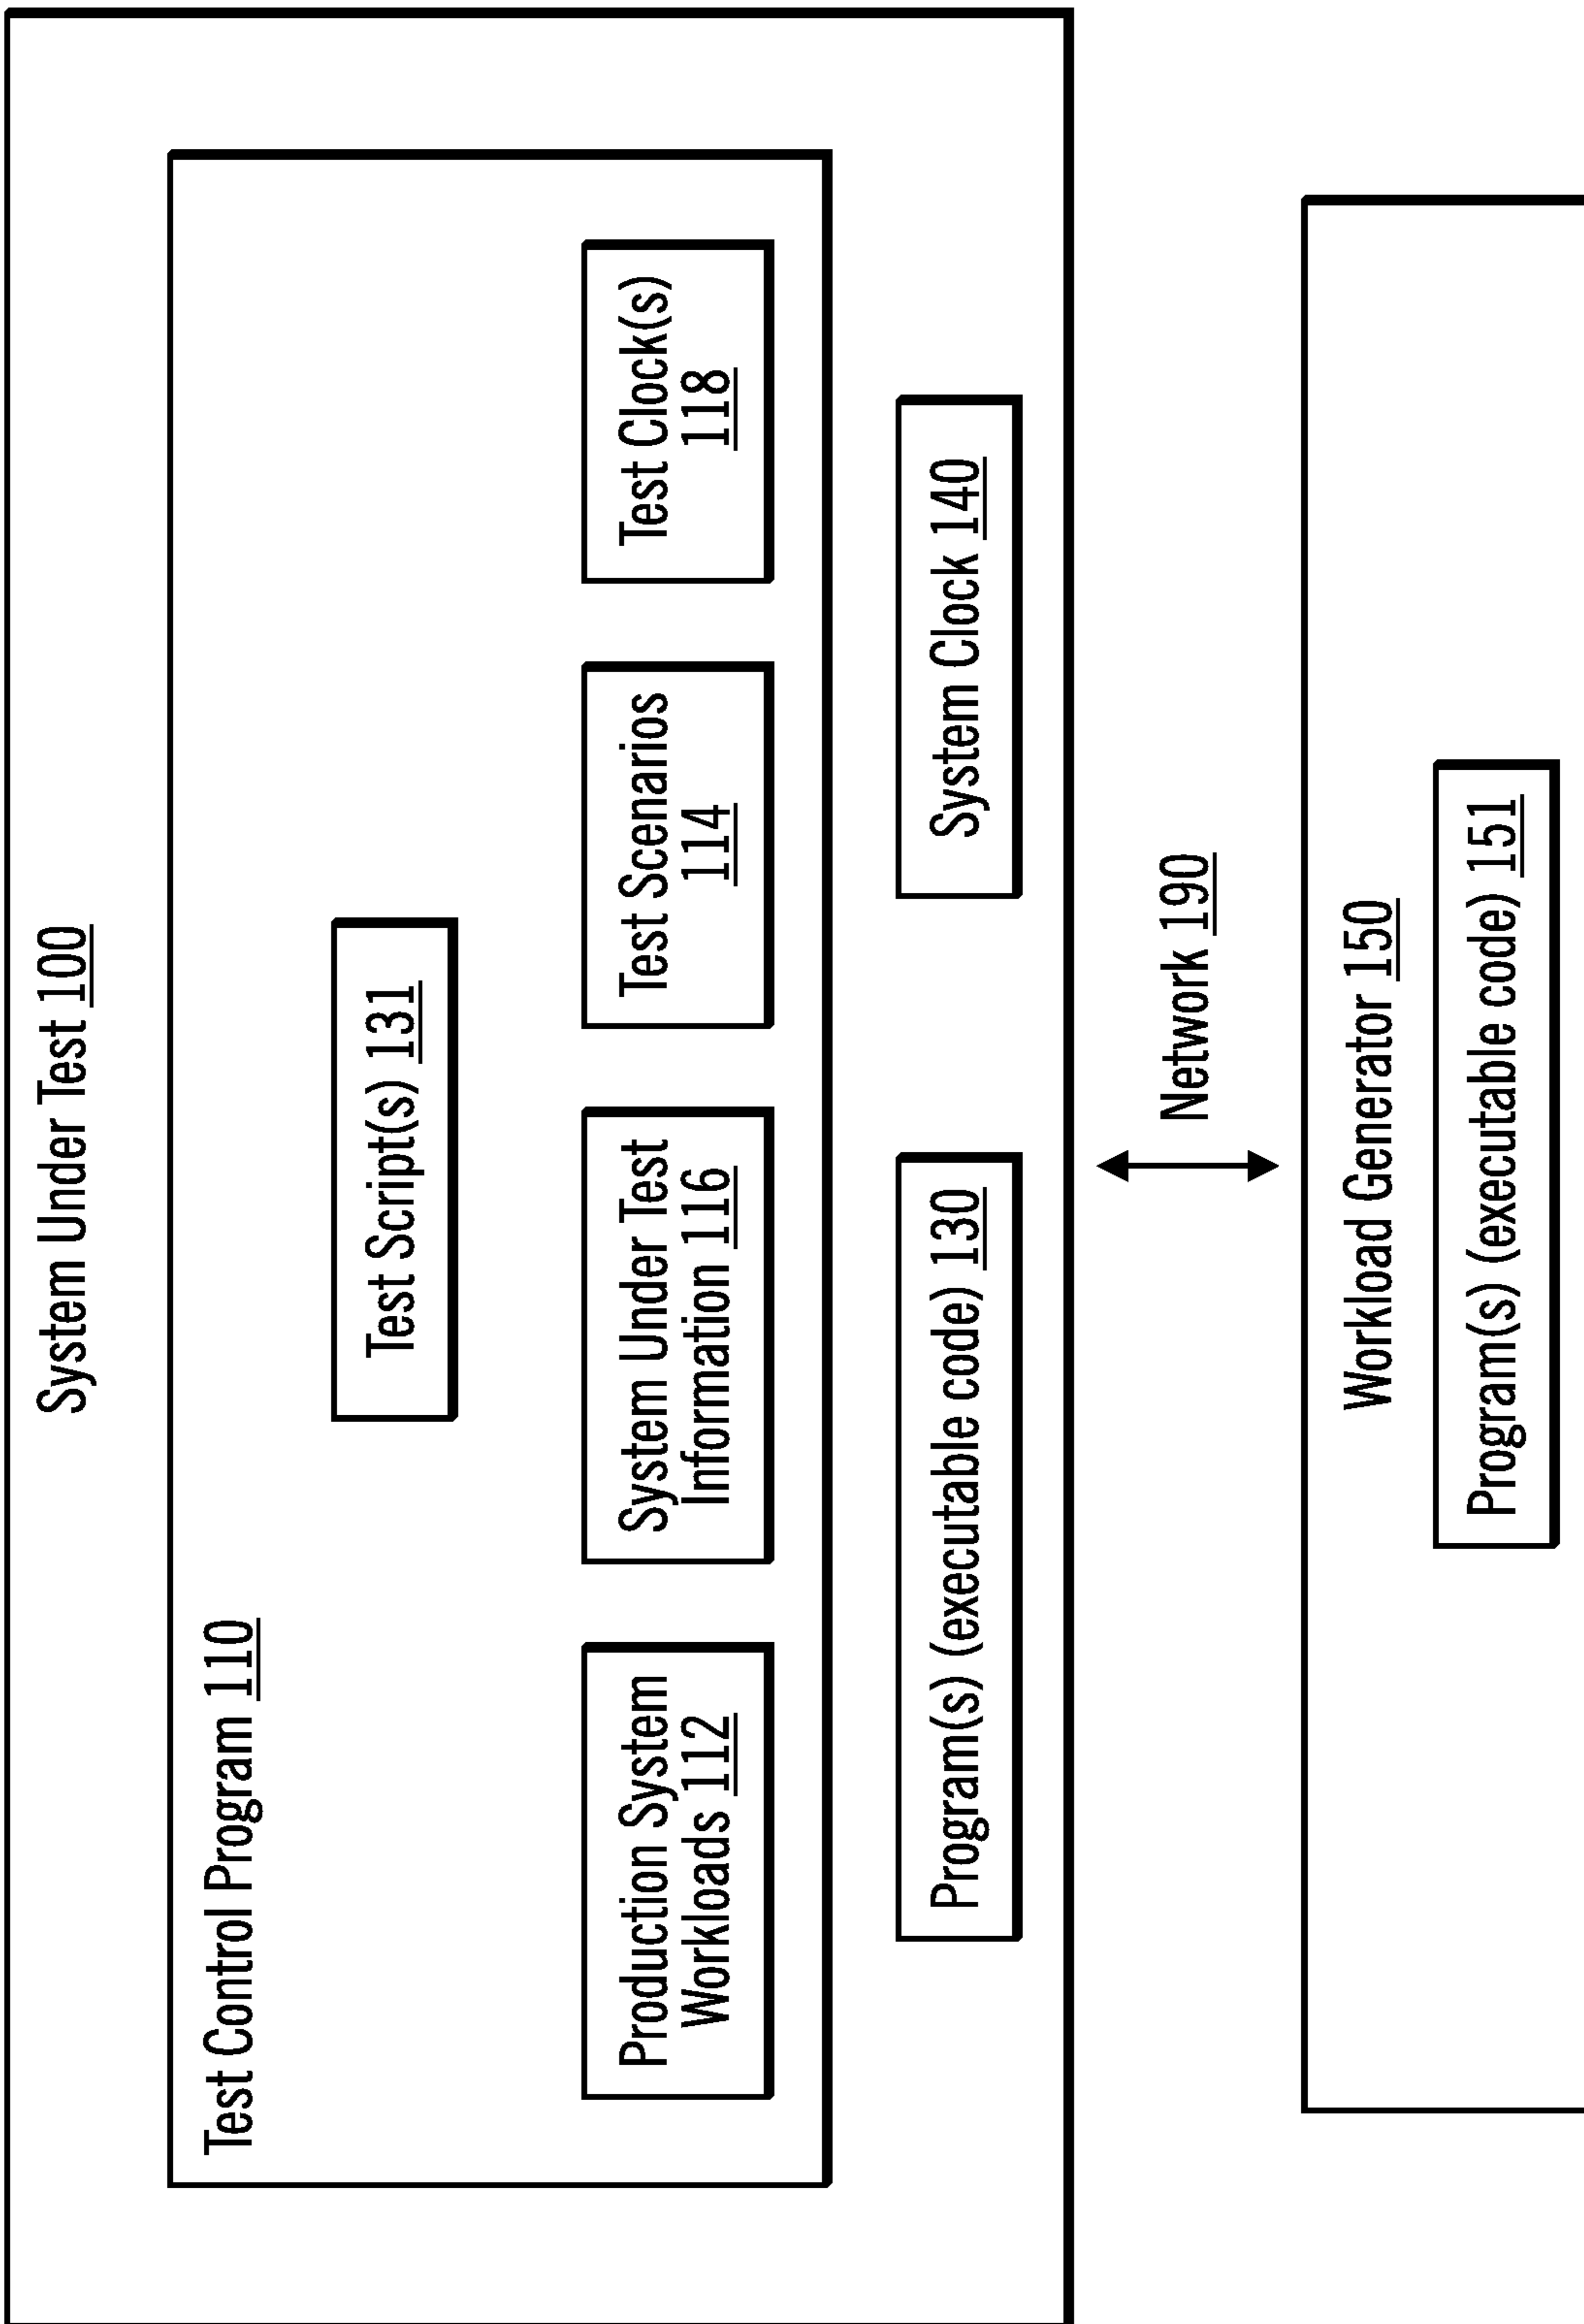 System Under Test 100
Test Control Program 110
Test Script(s) 131
Production System
Workloads 112
System Under Test
Information 116
Test Scenarios
114
Test Clock(s)
118
Program(s) (executable code) 130
System Clock 140
Network 190
Workload Generator 150
Program(s) (executable code) 151